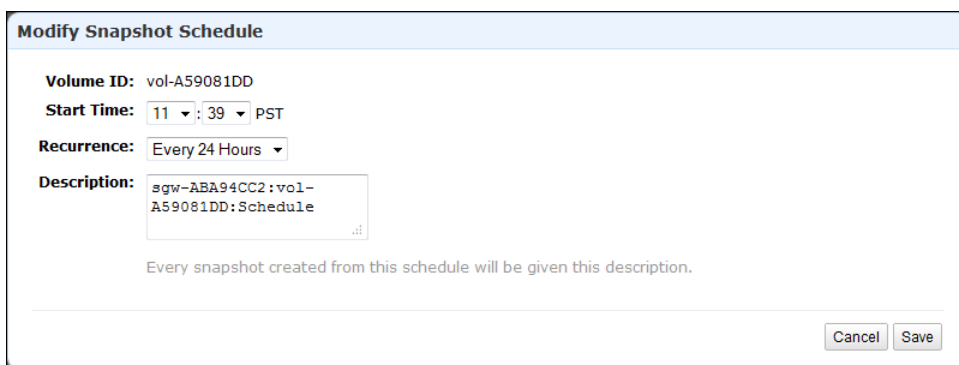 Modify Snapshot Schedule
Volume ID: vol-A59081DD
Start Time: 11 : 39 PST
Recurrence: Every 24 Hours
Description: sgw-ABA94CC2:vol-
A59081DD:Schedule
Every snapshot created from this schedule will be given this description.
Cancel Save